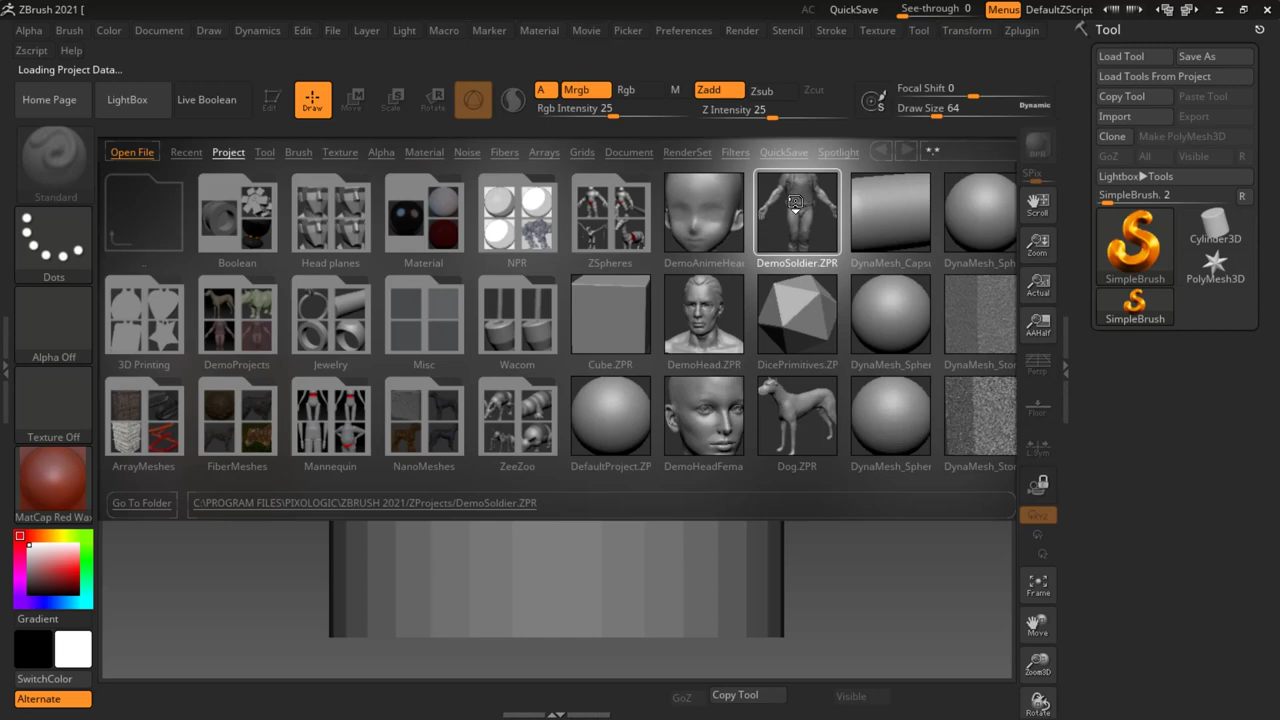 ZBrush 2021 [
AC QuickSave See-through 0 Menus DefaultZScript
Alpha Brush Color Document Draw Dynamics Edit File Layer Light Macro Marker Material Movie Picker Preferences Render Stencil Stroke Texture Tool Transform Zplugin
Zscript Help
Loading Project Data...
Home Page LightBox Live Boolean
Edit Draw Move Scale Rotate
A Mrgb Rgb M
Rgb Intensity 25
Zadd Zsub Zcut
Z Intensity 25
S
Focal Shift 0
Draw Size 64 Dynamic
Standard
Dots
Alpha Off
Texture Off
MatCap Red Wax
Gradient
SwitchColor
Alternate
Open File Recent Project Tool Brush Texture Alpha Material Noise Fibers Arrays Grids Document RenderSet Filters QuickSave Spotlight *.*
.. Boolean Head planes Material NPR ZSpheres DemoAnimeHea DemoSoldier.ZPR DynaMesh_Capsu DynaMesh_Sph
3D Printing DemoProjects Jewelry Misc Wacom Cube.ZPR DemoHead.ZPR DicePrimitives.ZP DynaMesh_Spher DynaMesh_Stor
ArrayMeshes FiberMeshes Mannequin NanoMeshes ZeeZoo DefaultProject.ZP DemoHeadFema Dog.ZPR DynaMesh_Spher DynaMesh_Stor
Go To Folder C:\PROGRAM FILES\PIXOLOGIC\ZBRUSH 2021/ZProjects/DemoSoldier.ZPR
GoZ Copy Tool Visible
BPR
SPix
Scroll
Zoom
Actual
AAHalf
Persp
Floor
L.Sym
Frame
Move
Zoom3D
Rotate
Tool
Load Tool Save As
Load Tools From Project
Copy Tool Paste Tool
Import Export
Clone Make PolyMesh3D
GoZ All Visible R
Lightbox▶Tools
SimpleBrush. 2 R
SimpleBrush
Cylinder3D
PolyMesh3D
SimpleBrush